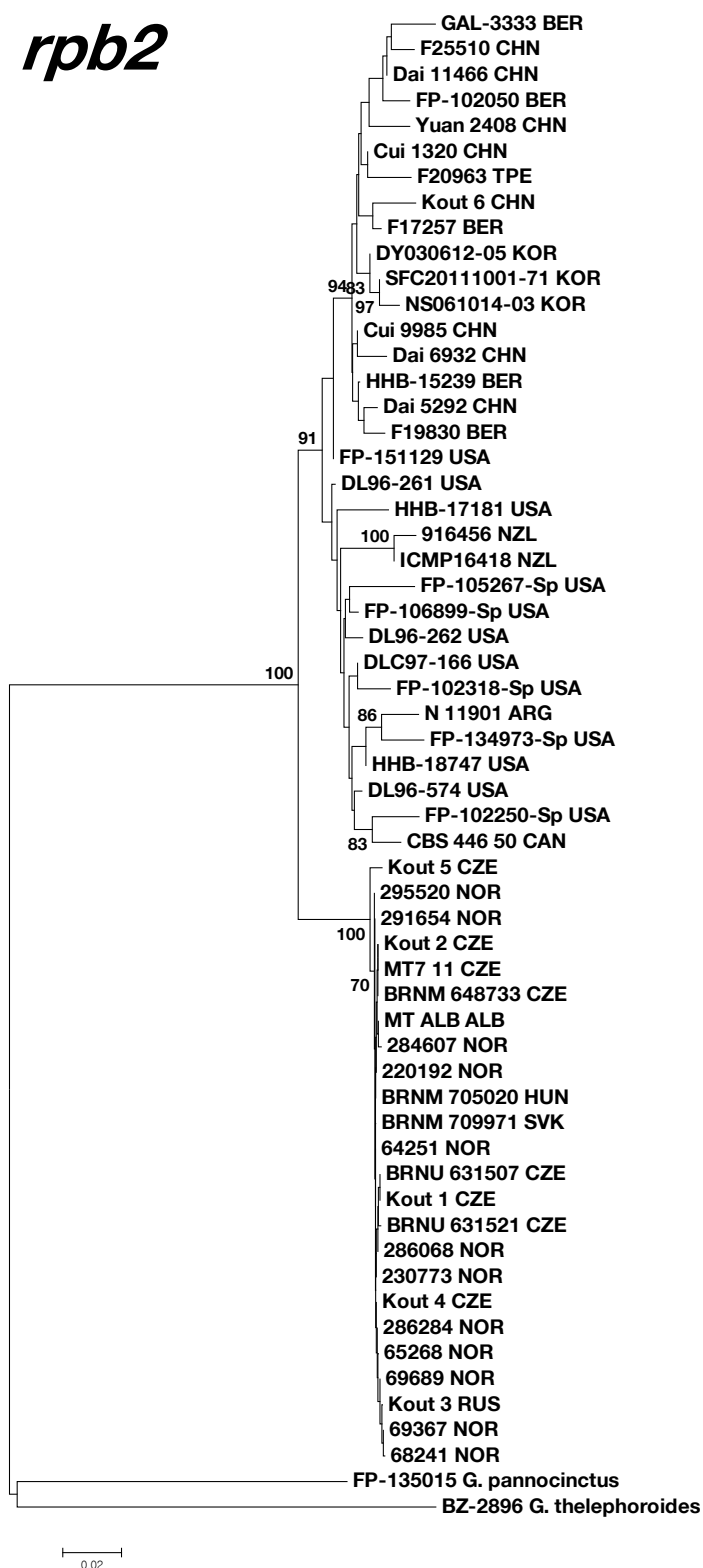 rpb2
GAL-3333 BER
F25510 CHN
Dai 11466 CHN
FP-102050 BER
Yuan 2408 CHN
Cui 1320 CHN
F20963 TPE
Kout 6 CHN
F17257 BER
DY030612-05 KOR
SFC20111001-71 KOR
94
83
97
NS061014-03 KOR
Cui 9985 CHN
Dai 6932 CHN
HHB-15239 BER
Dai 5292 CHN
F19830 BER
91
FP-151129 USA
DL96-261 USA
HHB-17181 USA
100
916456 NZL
ICMP16418 NZL
FP-105267-Sp USA
FP-106899-Sp USA
DL96-262 USA
DLC97-166 USA
100
FP-102318-Sp USA
86
N 11901 ARG
FP-134973-Sp USA
HHB-18747 USA
DL96-574 USA
FP-102250-Sp USA
83
CBS 446 50 CAN
Kout 5 CZE
295520 NOR
291654 NOR
100
Kout 2 CZE
MT7 11 CZE
70
BRNM 648733 CZE
MT ALB ALB
284607 NOR
220192 NOR
BRNM 705020 HUN
BRNM 709971 SVK
64251 NOR
BRNU 631507 CZE
Kout 1 CZE
BRNU 631521 CZE
286068 NOR
230773 NOR
Kout 4 CZE
286284 NOR
65268 NOR
69689 NOR
Kout 3 RUS
69367 NOR
68241 NOR
FP-135015 G. pannocinctus
BZ-2896 G. thelephoroides
0.02